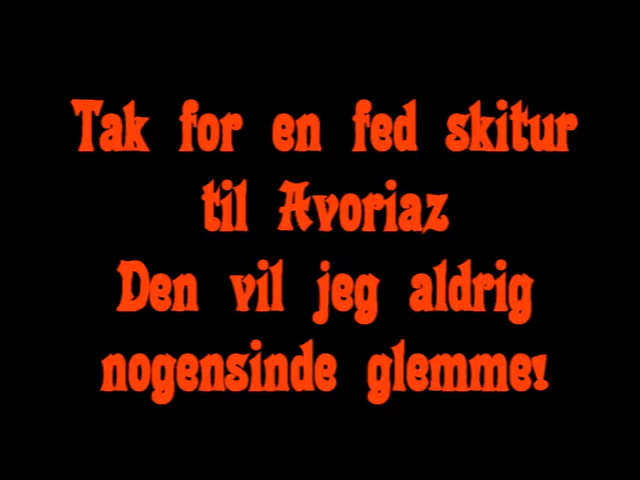 Tak for en fed skitur
til Avoriaz
Den vil jeg aldrig
nogensinde glemme!